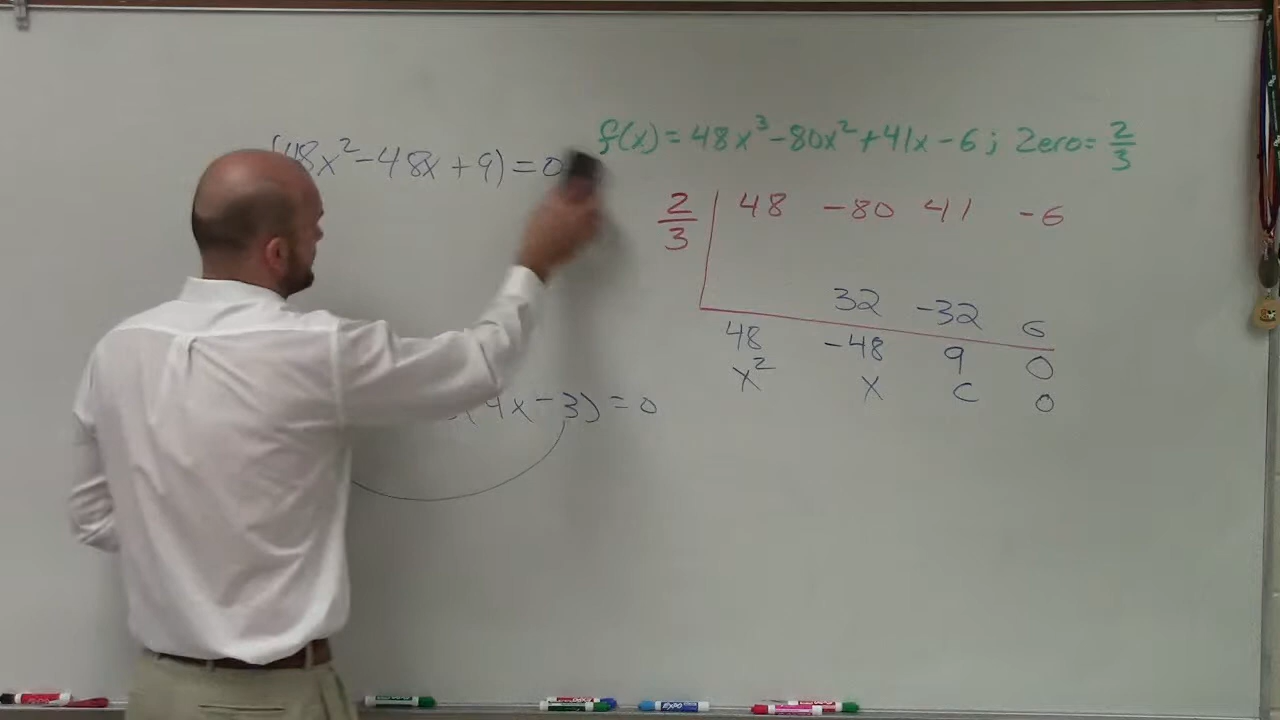 (48x² - 48x + 9) = 0
f(x) = 48x³ - 80x² + 41x - 6; Zero = 2/3
2/3 | 48 -80 41 -6
32 -32 6
48 -48 9 0
x² x c 0
(4x - 3) = 0
EXPO